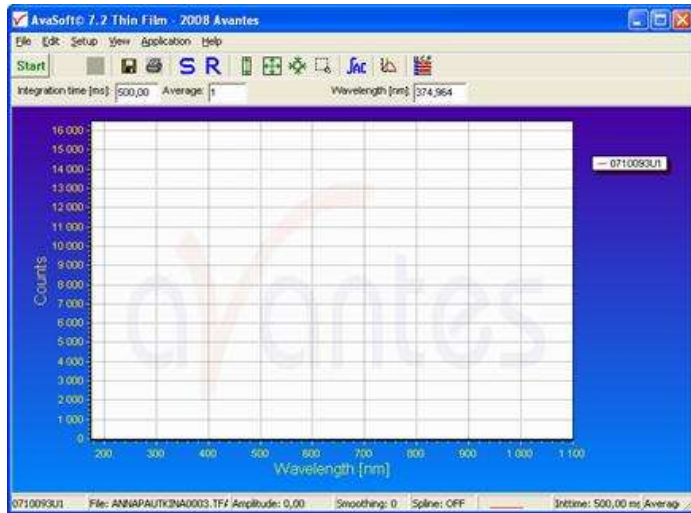 AvaSoft© 7.2 Thin Film - 2008 Avantes
File Edit Setup View Application Help
Start S R SAC
Integration time [ms]: 500,00 Average: 1 Wavelength [nm]: 374,964
16 000
15 000
14 000
13 000
12 000
11 000
10 000
9 000
8 000
7 000
6 000
5 000
4 000
3 000
2 000
1 000
0
Counts
0710093U1
avantes
200 300 400 500 600 700 800 900 1 000 1 100
Wavelength [nm]
0710093U1 File: ANNAPAUTKINA0003.TF Amplitude: 0,00 Smoothing: 0 Spline: OFF Inttime: 500,00 ms Averag